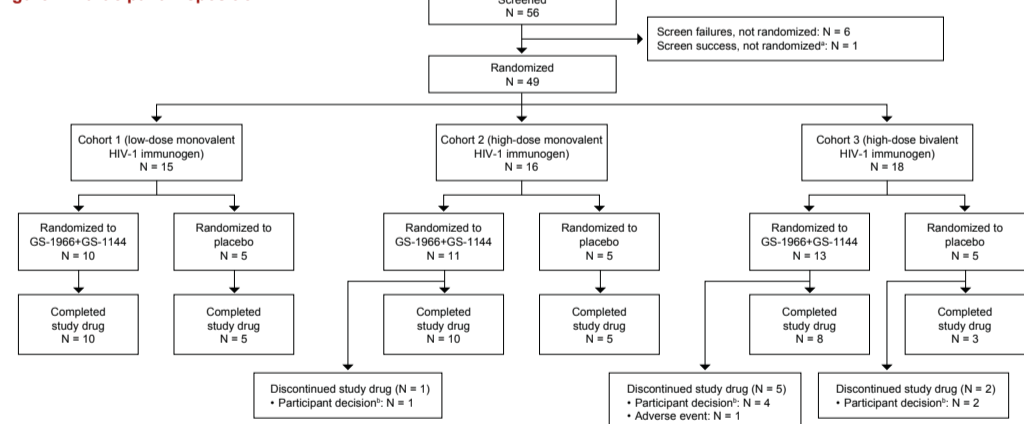 Screened
N = 56
Screen failures, not randomized: N = 6
Screen success, not randomizedᵃ: N = 1
Randomized
N = 49
Cohort 1 (low-dose monovalent
HIV-1 immunogen)
N = 15
Cohort 2 (high-dose monovalent
HIV-1 immunogen)
N = 16
Cohort 3 (high-dose bivalent
HIV-1 immunogen)
N = 18
Randomized to
GS-1966+GS-1144
N = 10
Randomized to
placebo
N = 5
Randomized to
GS-1966+GS-1144
N = 11
Randomized to
placebo
N = 5
Randomized to
GS-1966+GS-1144
N = 13
Randomized to
placebo
N = 5
Completed
study drug
N = 10
Completed
study drug
N = 5
Completed
study drug
N = 10
Completed
study drug
N = 5
Completed
study drug
N = 8
Completed
study drug
N = 3
Discontinued study drug (N = 1)
• Participant decisionᵇ: N = 1
Discontinued study drug (N = 5)
• Participant decisionᵇ: N = 4
• Adverse event: N = 1
Discontinued study drug (N = 2)
• Participant decisionᵇ: N = 2